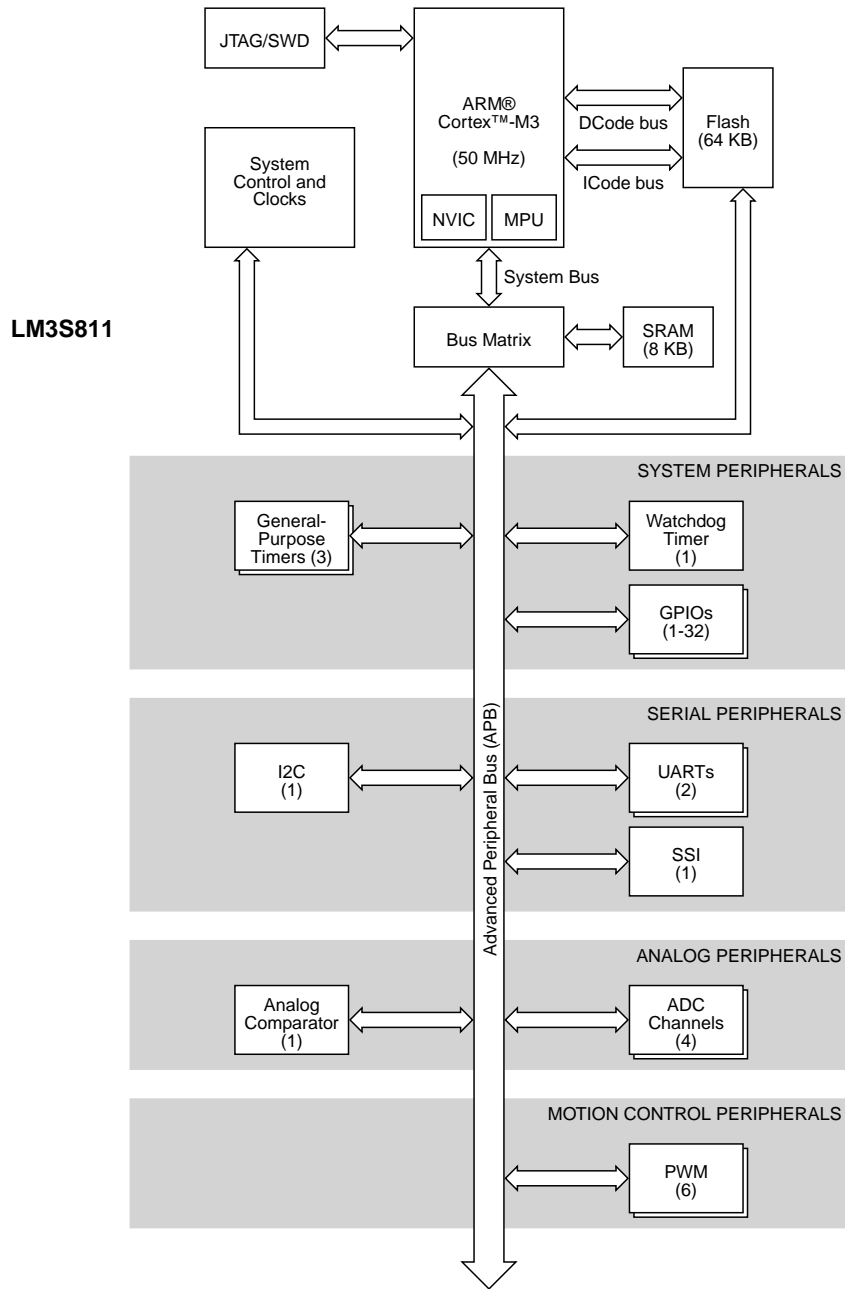 JTAG/SWD
ARM®
Cortex™-M3
(50 MHz)
NVIC
MPU
DCode bus
ICode bus
Flash
(64 KB)
System
Control and
Clocks
System Bus
LM3S811
Bus Matrix
SRAM
(8 KB)
SYSTEM PERIPHERALS
General-
Purpose
Timers (3)
Watchdog
Timer
(1)
GPIOs
(1-32)
Advanced Peripheral Bus (APB)
SERIAL PERIPHERALS
I2C
(1)
UARTs
(2)
SSI
(1)
ANALOG PERIPHERALS
Analog
Comparator
(1)
ADC
Channels
(4)
MOTION CONTROL PERIPHERALS
PWM
(6)